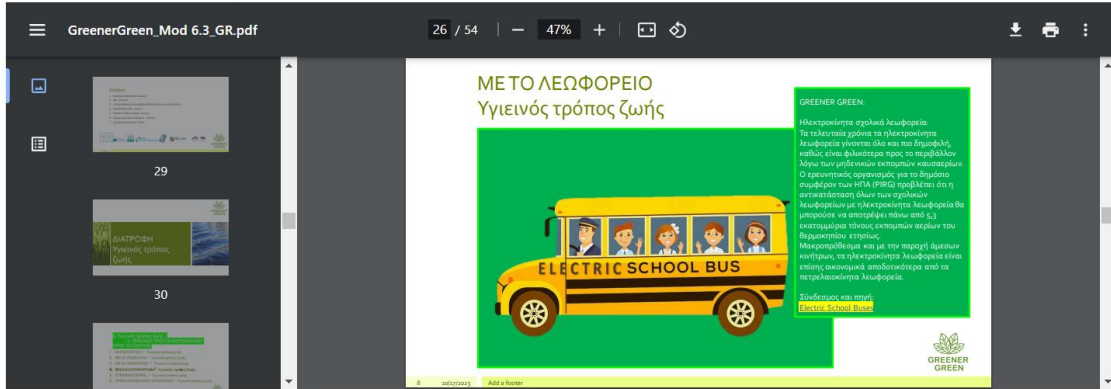 GreenerGreen_Mod 6.3_GR.pdf
26 / 54
47%
29
ΔΙΑΤΡΟΦΗ
Υγιεινός τρόπος
ζωής
30
ΜΕ ΤΟ ΛΕΩΦΟΡΕΙΟ
Υγιεινός τρόπος ζωής
ELECTRIC SCHOOL BUS
GREENER GREEN:
Ηλεκτροκίνητα σχολικά λεωφορεία:
Τα τελευταία χρόνια τα ηλεκτροκίνητα
λεωφορεία γίνονται όλο και πιο δημοφιλή,
καθώς είναι φιλικότερα προς το περιβάλλον
λόγω των μηδενικών εκπομπών καυσαερίων.
Ο ερευνητικός οργανισμός για το δημόσιο
συμφέρον των ΗΠΑ (PIRG) προβλέπει ότι η
αντικατάσταση όλων των σχολικών
λεωφορείων με ηλεκτροκίνητα λεωφορεία θα
μπορούσε να αποτρέψει πάνω από 5,3
εκατομμύρια τόνους εκπομπών αερίων του
θερμοκηπίου ετησίως.
Μακροπρόθεσμα και με την παροχή άμεσων
κινήτρων, τα ηλεκτροκίνητα λεωφορεία είναι
επίσης οικονομικά αποδοτικότερα από τα
πετρελαιοκίνητα λεωφορεία.
Σύνδεσμος και πηγή:
Electric School Buses
GREENER
GREEN
8 10/27/2023 Add a footer